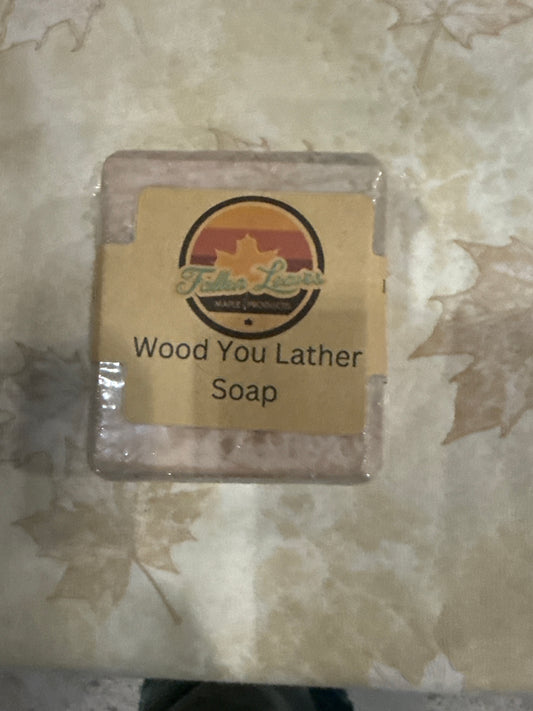 Fallen Leaves
MAPLE PRODUCTS
Wood You Lather
Soap